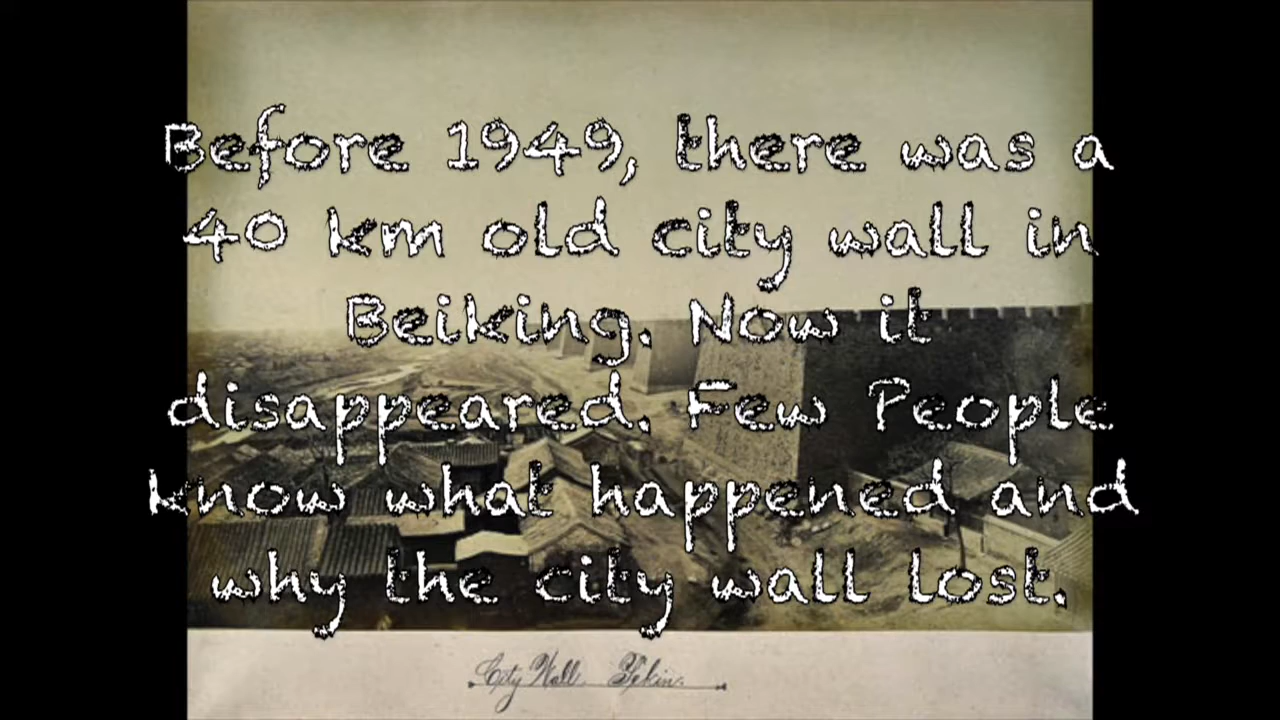 Before 1949, there was a
40 km old city wall in
Beiking. Now it
disappeared. Few People
know what happened and
why the city wall lost.
City Wall. Pekin.